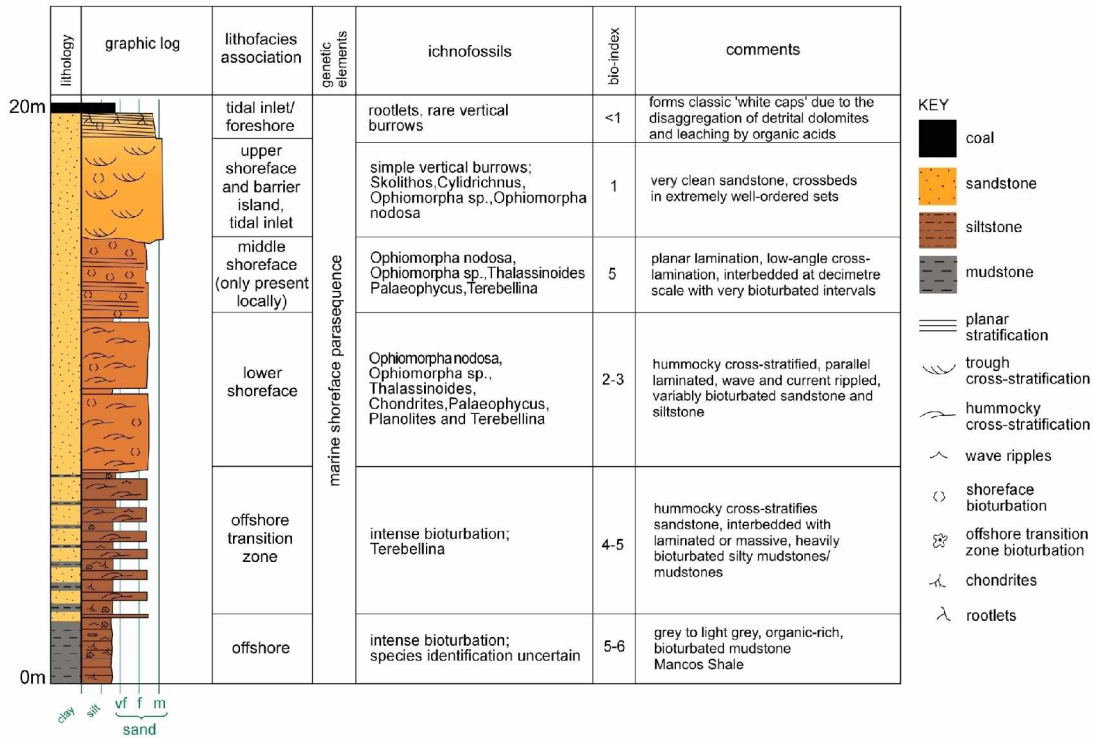 lithology
graphic log
lithofacies
association
genetic
elements
ichnofossils
bio-index
comments
20m
tidal inlet/
foreshore
rootlets, rare vertical
burrows
<1
forms classic 'white caps' due to the
disaggregation of detrital dolomites
and leaching by organic acids
upper
shoreface
and barrier
island,
tidal inlet
simple vertical burrows;
Skolithos,Cylidrichnus,
Ophiomorpha sp.,Ophiomorpha
nodosa
1
very clean sandstone, crossbeds
in extremely well-ordered sets
middle
shoreface
(only present
locally)
Ophiomorpha nodosa,
Ophiomorpha sp.,Thalassinoides
Palaeophycus,Terebellina
5
planar lamination, low-angle cross-
lamination, interbedded at decimetre
scale with very bioturbated intervals
marine shoreface parasequence
lower
shoreface
Ophiomorpha nodosa,
Ophiomorpha sp.,
Thalassinoides,
Chondrites,Palaeophycus,
Planolites and Terebellina
2-3
hummocky cross-stratified, parallel
laminated, wave and current rippled,
variably bioturbated sandstone and
siltstone
offshore
transition
zone
intense bioturbation;
Terebellina
4-5
hummocky cross-stratifies
sandstone, interbedded with
laminated or massive, heavily
bioturbated silty mudstones/
mudstones
offshore
intense bioturbation;
species identification uncertain
5-6
grey to light grey, organic-rich,
bioturbated mudstone
Mancos Shale
0m
clay
silt
vf
f
m
sand
KEY
coal
sandstone
siltstone
mudstone
planar
stratification
trough
cross-stratification
hummocky
cross-stratification
wave ripples
shoreface
bioturbation
offshore transition
zone bioturbation
chondrites
rootlets